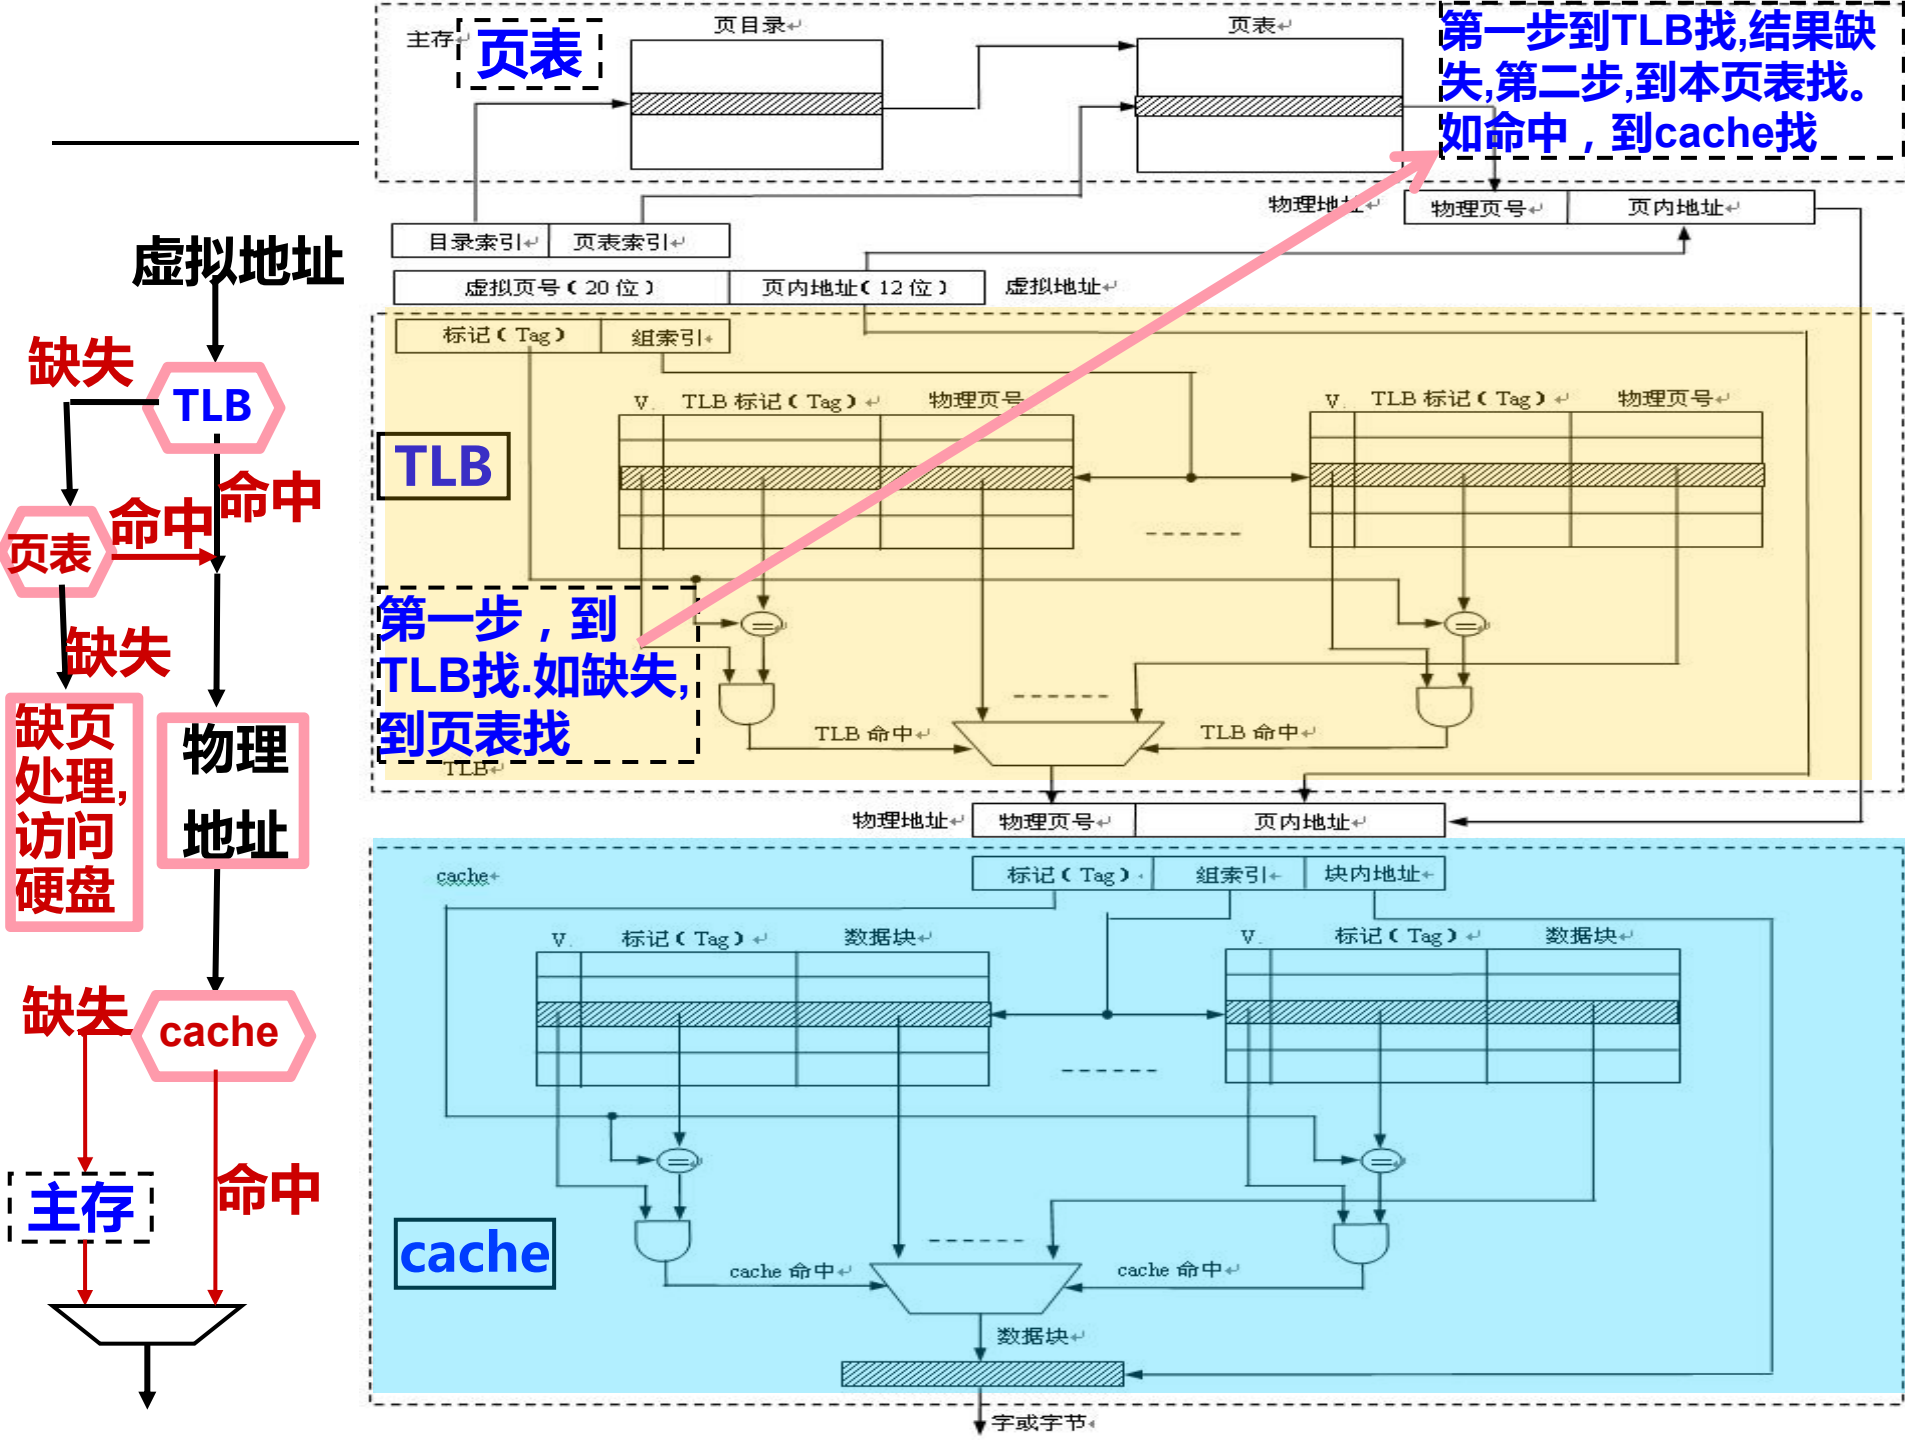 主存
页表
页目录
页表
第一步到TLB找,结果缺
失,第二步,到本页表找。
如命中，到cache找
物理地址
物理页号
页内地址
目录索引
页表索引
虚拟页号（20 位）
页内地址（12 位）
虚拟地址
标记（Tag）
组索引
V.
TLB 标记（Tag）
物理页号
V.
TLB 标记（Tag）
物理页号
TLB
第一步，到
TLB找.如缺失,
到页表找
TLB 命中
TLB 命中
TLB
物理地址
物理页号
页内地址
cache
标记（Tag）
组索引
块内地址
V.
标记（Tag）
数据块
V.
标记（Tag）
数据块
==
==
==
==
cache
cache 命中
cache 命中
数据块
字或字节
虚拟地址
缺失
TLB
命中
页表
命中
缺失
缺页
处理,
访问
硬盘
物理
地址
缺失
cache
主存
命中